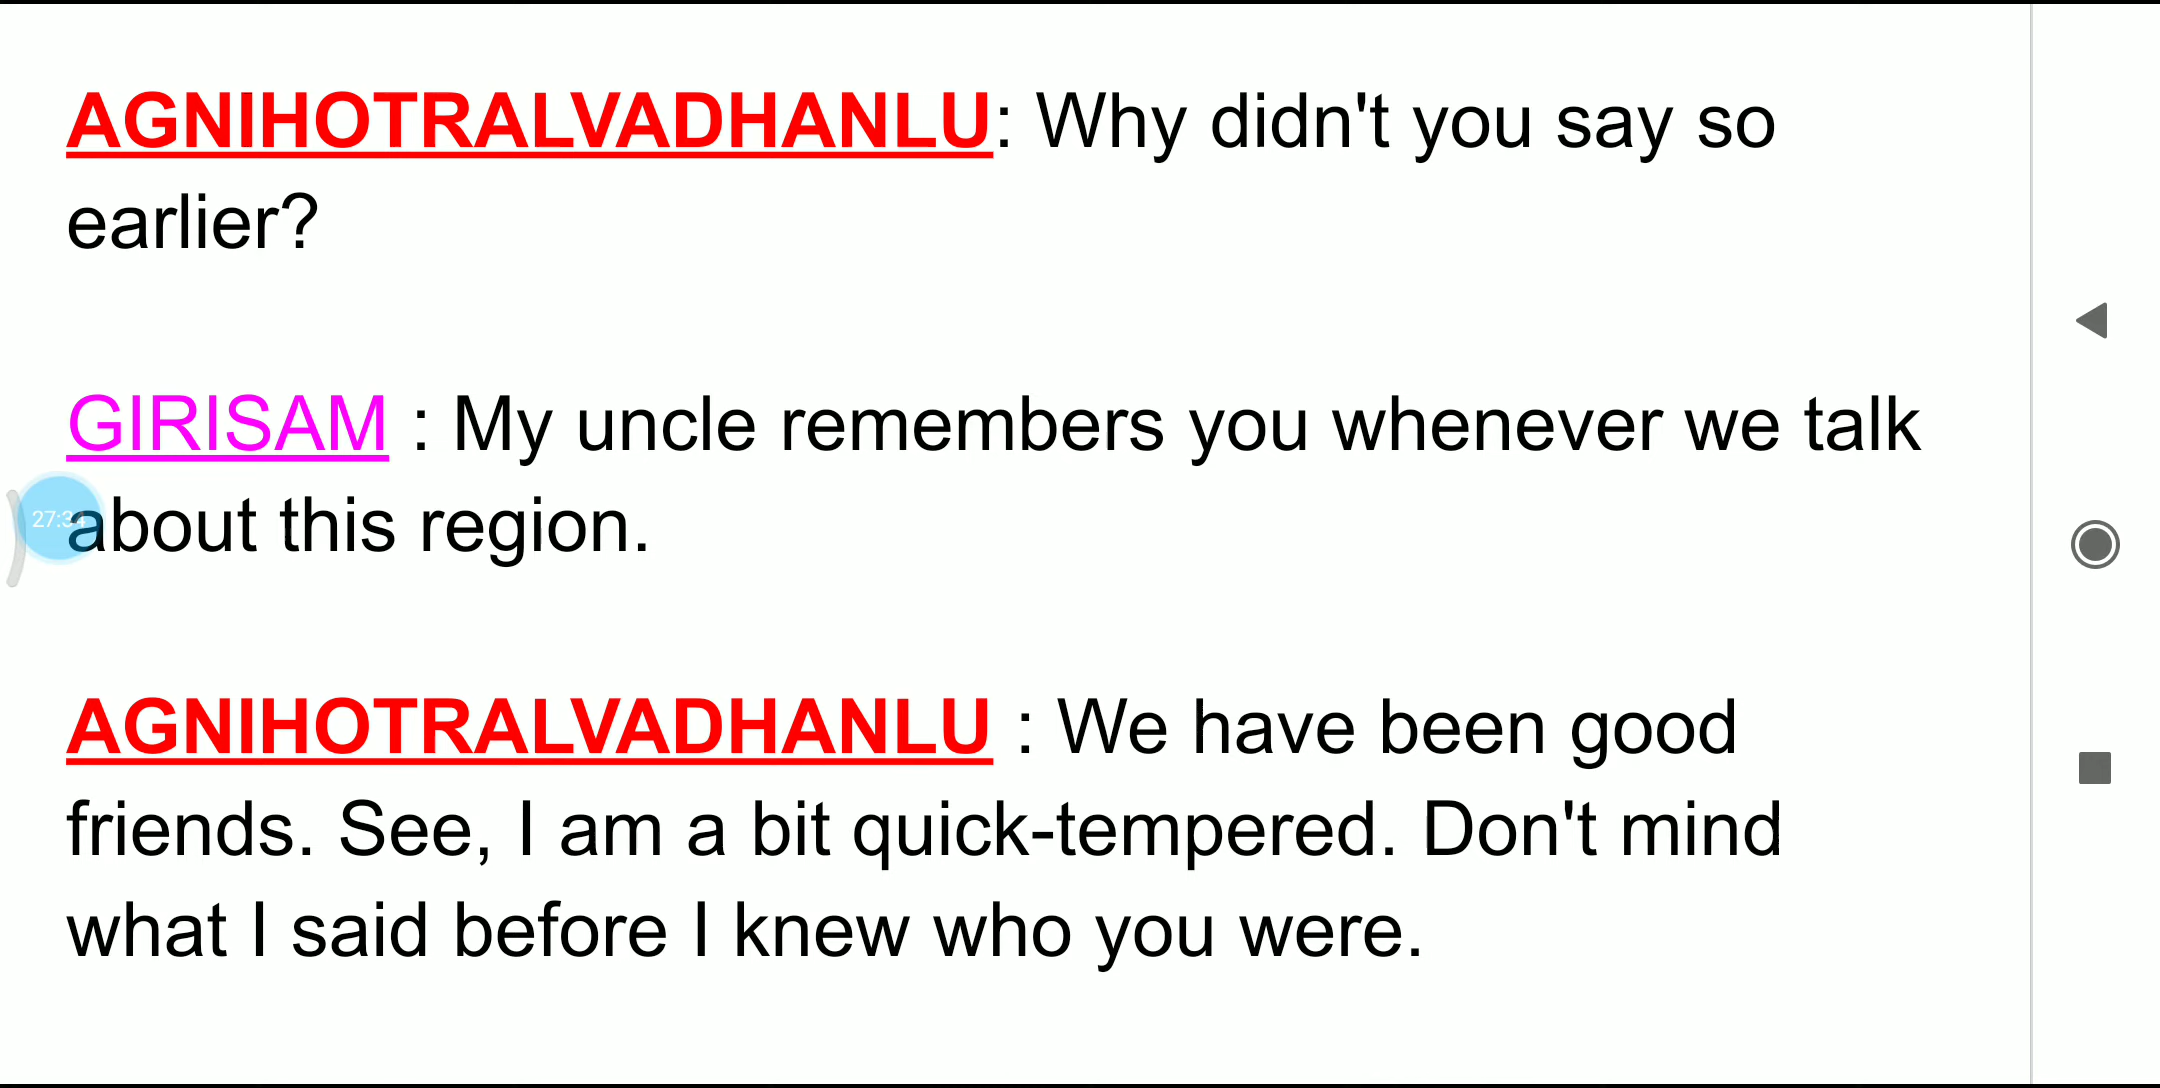 AGNIHOTRALVADHANLU: Why didn't you say so
earlier?
GIRISAM : My uncle remembers you whenever we talk
about this region.
27:34
AGNIHOTRALVADHANLU : We have been good
friends. See, I am a bit quick-tempered. Don't mind
what I said before I knew who you were.